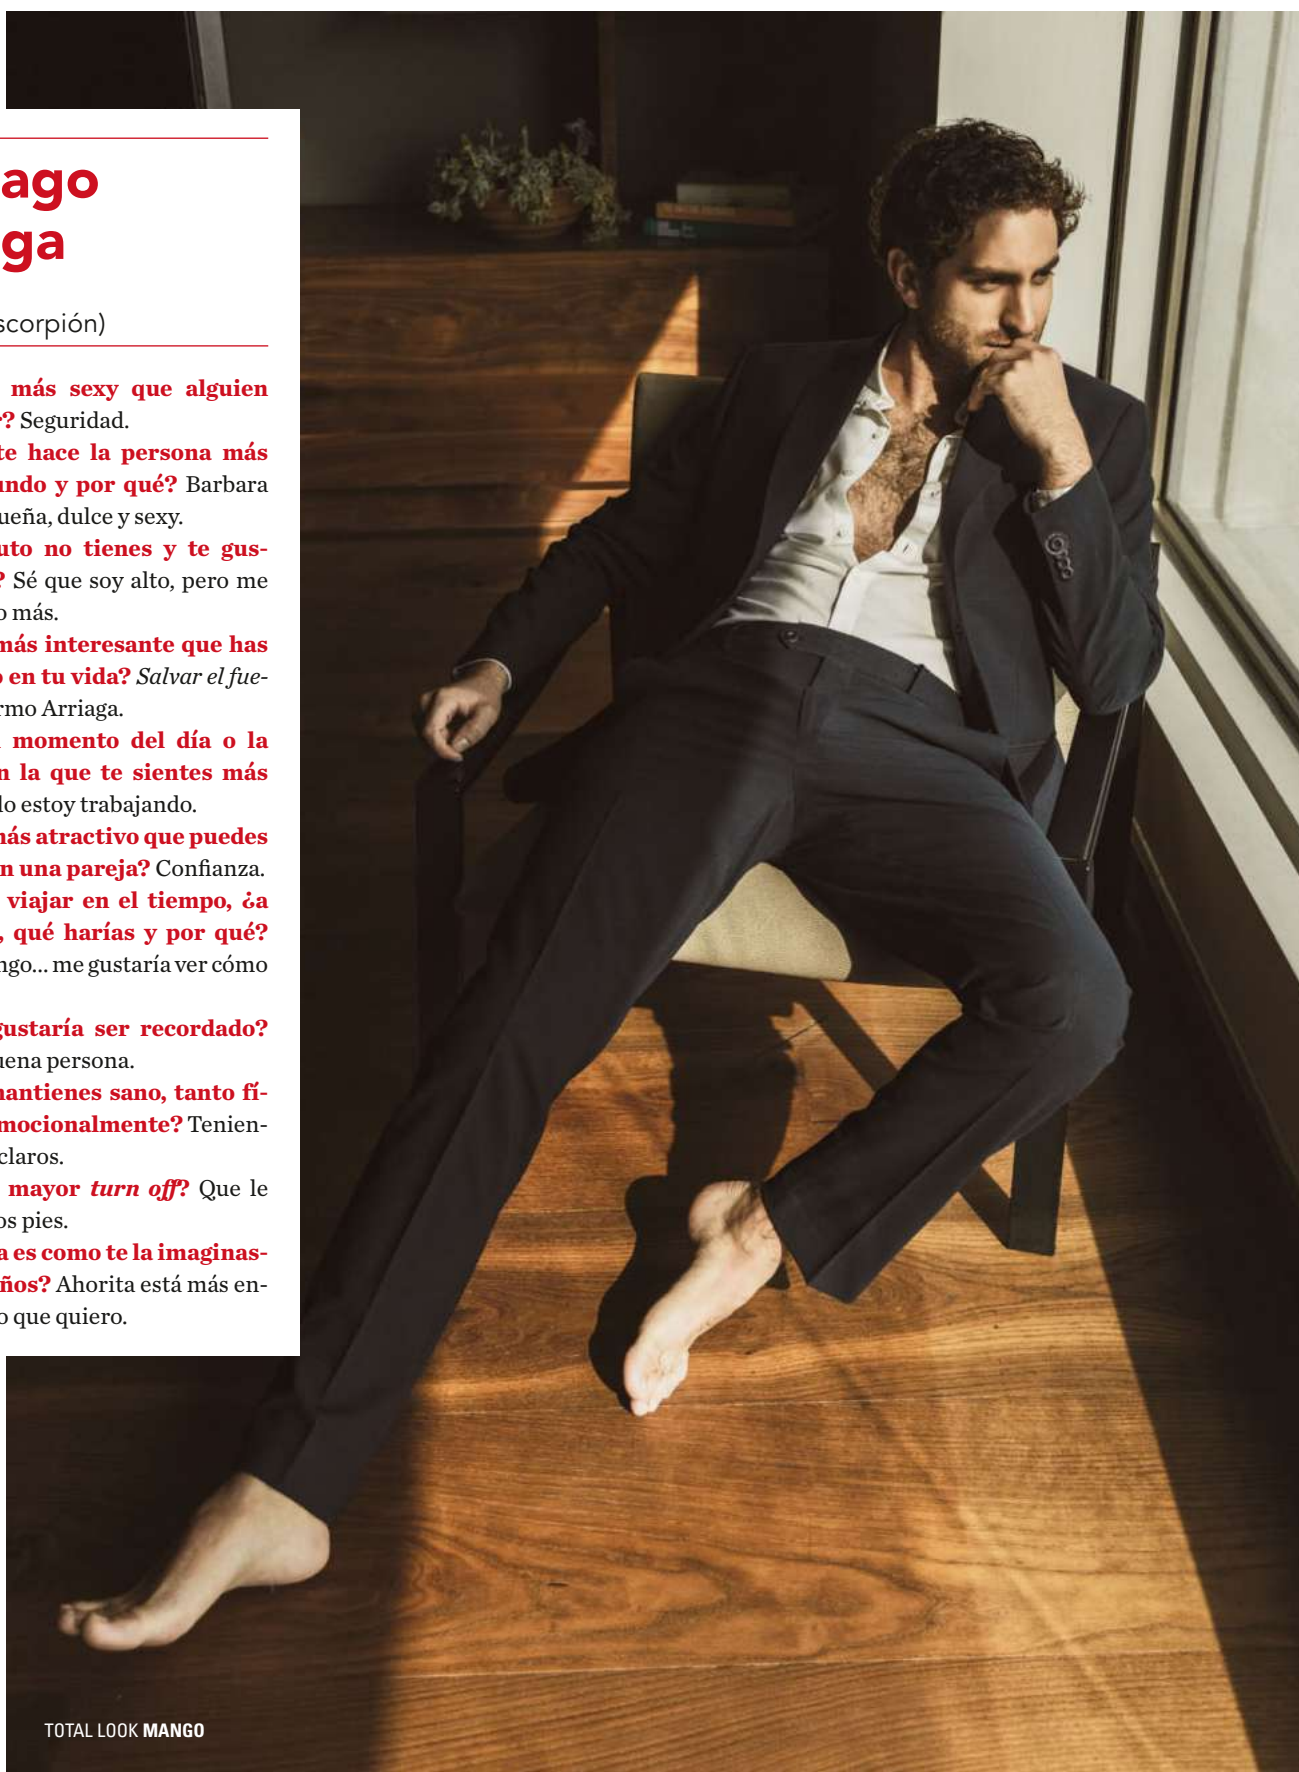 ago
ga
scorpión)
más sexy que alguien
? Seguridad.
te hace la persona más
undo y por qué? Barbara
ueña, dulce y sexy.
uto no tienes y te gus-
? Sé que soy alto, pero me
o más.
más interesante que has
o en tu vida? Salvar el fue-
rmo Arriaga.
momento del día o la
n la que te sientes más
do estoy trabajando.
más atractivo que puedes
n una pareja? Confianza.
viajar en el tiempo, ¿a
, qué harías y por qué?
ngo... me gustaría ver cómo
gustaría ser recordado?
uena persona.
mantienes sano, tanto fí-
mocionalmente? Tenien-
claros.
mayor turn off? Que le
os pies.
a es como te la imaginas-
ños? Ahorita está más en-
o que quiero.
TOTAL LOOK MANGO